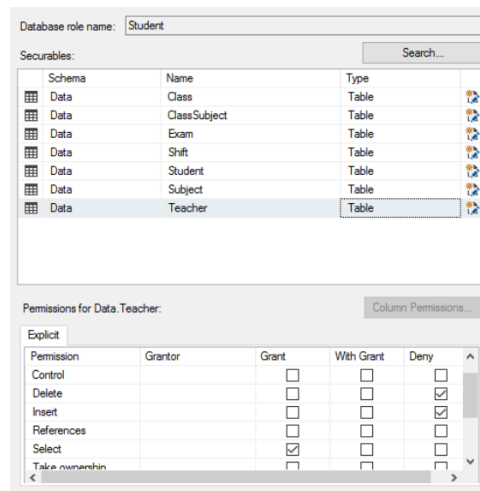 Database role name: Student
Securables: Search...
Schema Name Type
Data Class Table
Data ClassSubject Table
Data Exam Table
Data Shift Table
Data Student Table
Data Subject Table
Data Teacher Table
Permissions for Data.Teacher: Column Permissions...
Explicit
Permission Grantor Grant With Grant Deny
Control
Delete
Insert
References
Select
Take ownership